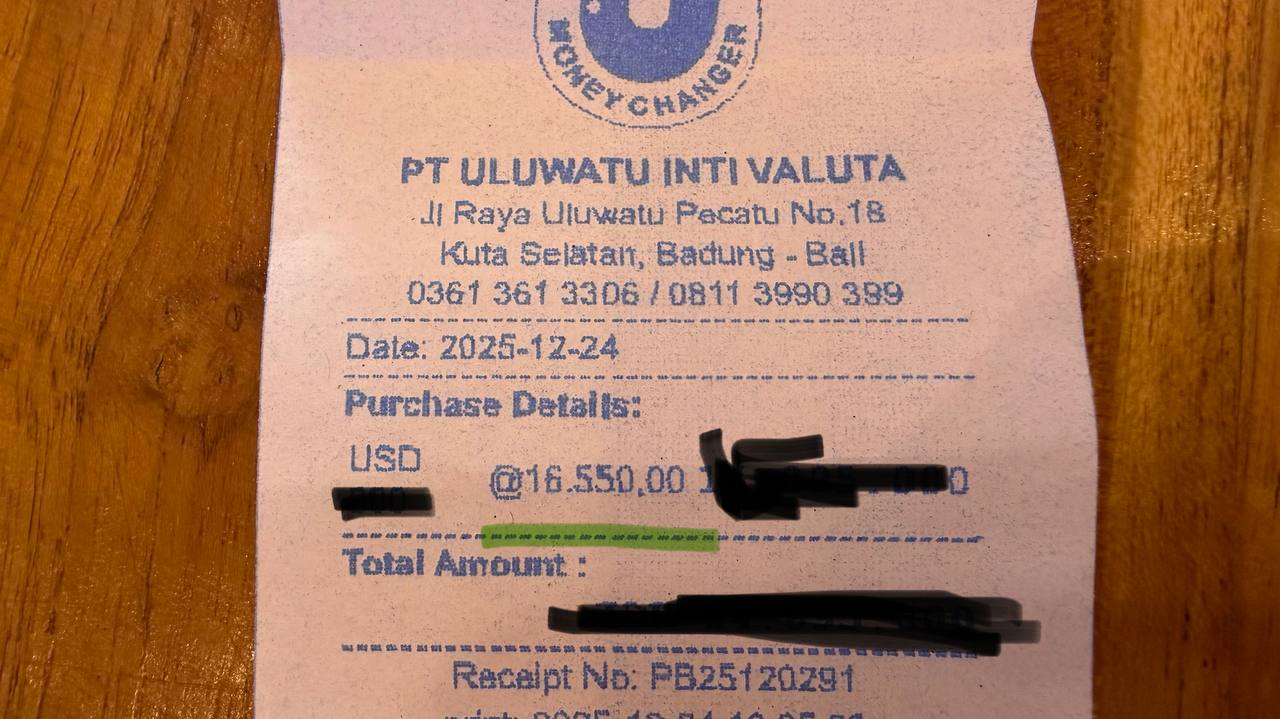 MONEY CHANGER
PT ULUWATU INTI VALUTA
Jl Raya Uluwatu Pecatu No.18
Kuta Selatan, Badung - Bali
0361 361 3306 / 0811 3990 399
Date: 2025-12-24
Purchase Details:
USD
@16.550,00
Total Amount :
Receipt No: PB25120291